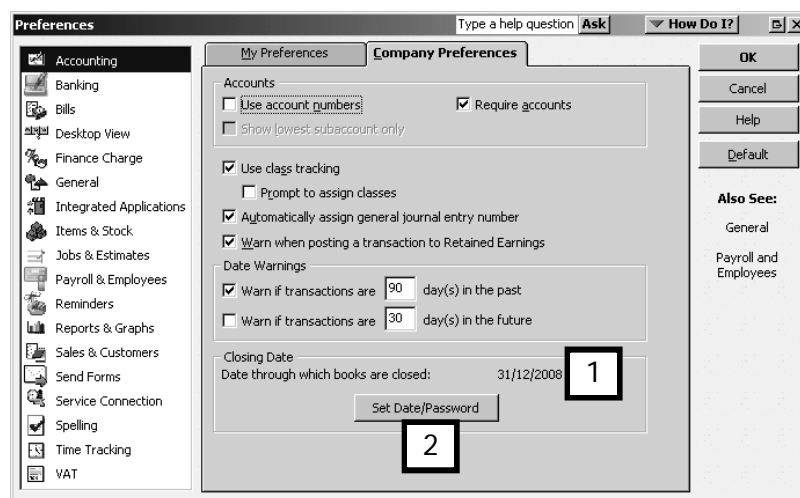 Preferences
Type a help question Ask
How Do I?
Accounting
Banking
Bills
Desktop View
Finance Charge
General
Integrated Applications
Items & Stock
Jobs & Estimates
Payroll & Employees
Reminders
Reports & Graphs
Sales & Customers
Send Forms
Service Connection
Spelling
Time Tracking
VAT
My Preferences
Company Preferences
Accounts
Use account numbers
Require accounts
Show lowest subaccount only
Use class tracking
Prompt to assign classes
Automatically assign general journal entry number
Warn when posting a transaction to Retained Earnings
Date Warnings
Warn if transactions are 90 day(s) in the past
Warn if transactions are 30 day(s) in the future
Closing Date
Date through which books are closed: 31/12/2008
1
Set Date/Password
2
OK
Cancel
Help
Default
Also See:
General
Payroll and
Employees